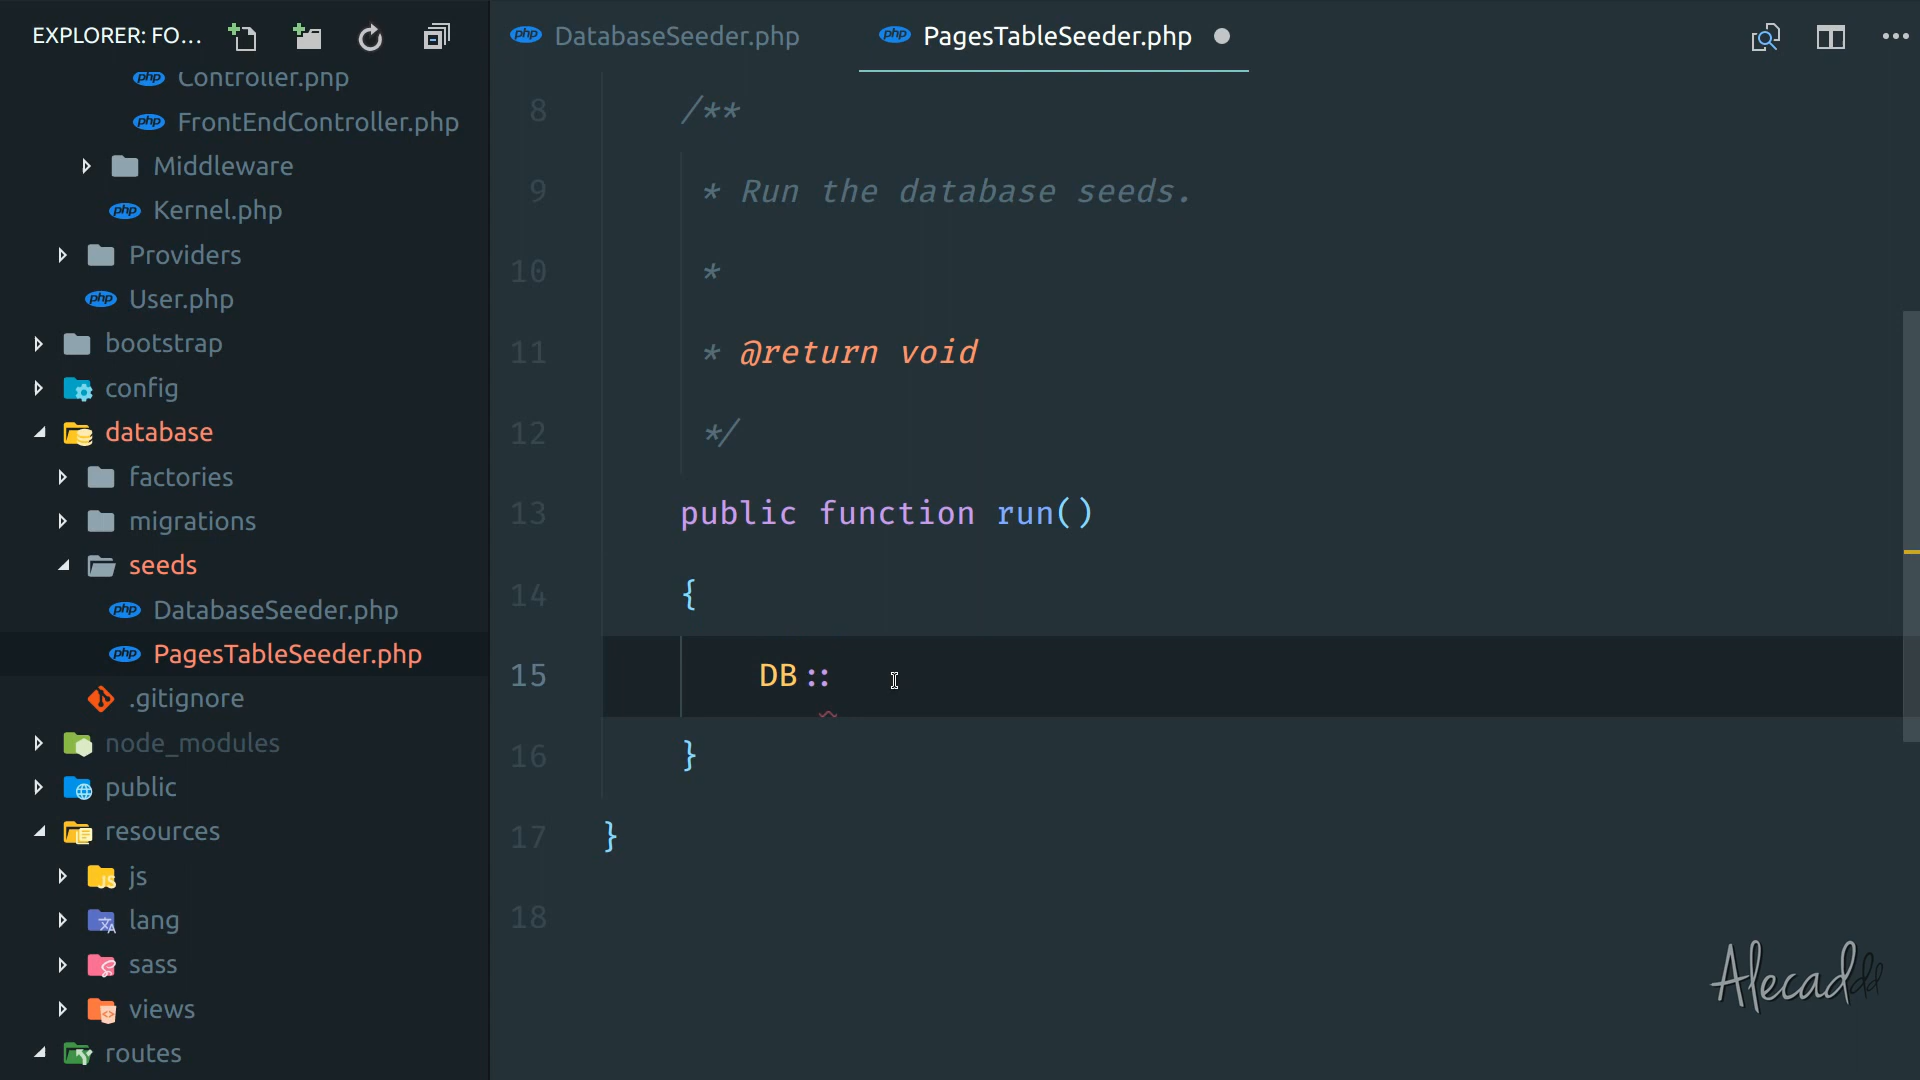 EXPLORER: FO...
Controller.php
FrontEndController.php
Middleware
Kernel.php
Providers
User.php
bootstrap
config
database
factories
migrations
seeds
DatabaseSeeder.php
PagesTableSeeder.php
.gitignore
node_modules
public
resources
js
lang
sass
views
routes
DatabaseSeeder.php
PagesTableSeeder.php
8 /**
9 * Run the database seeds.
10 *
11 * @return void
12 */
13 public function run()
14 {
15 DB::
16 }
17 }
18
Alecaddd